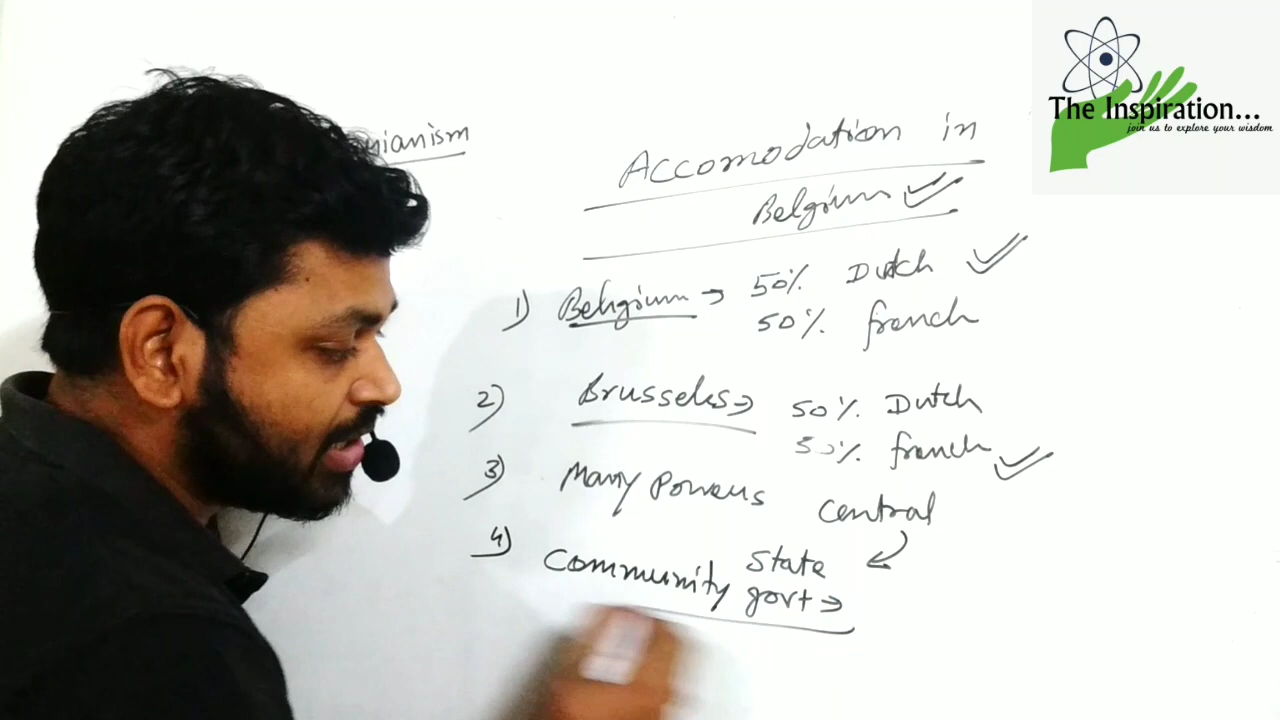 The Inspiration...
join us to explore your wisdom
nianism
Accomodation in
Belgium
1) Belgium → 50% Dutch
50% french
2) Brussels → 50% Dutch
50% french
3) Many Powers Central
State
4) Community govt →